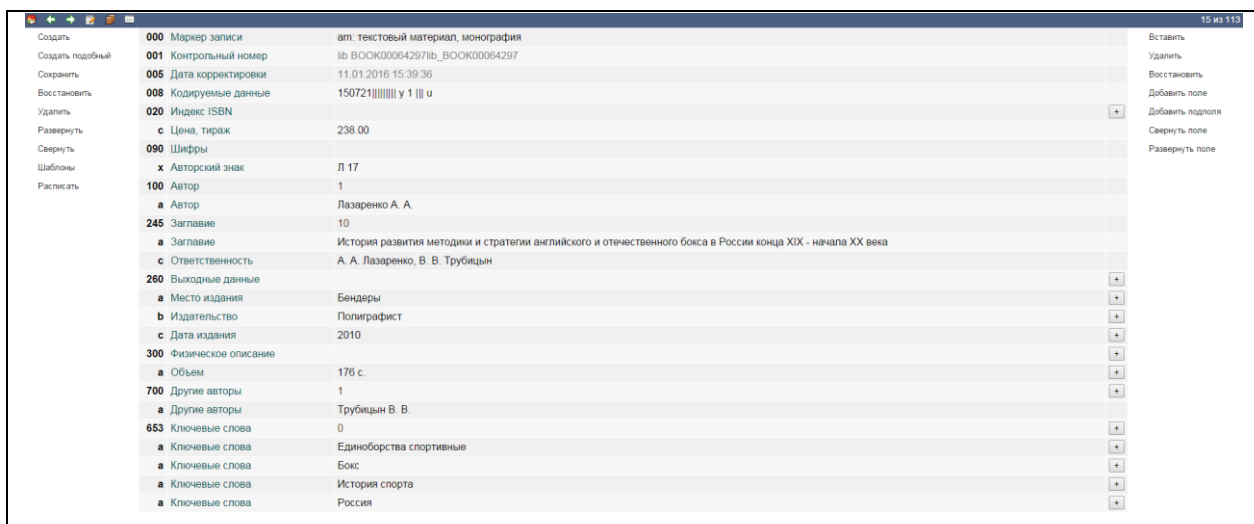 15 из 113
Создать 000 Маркер записи am: текстовый материал, монография Вставить
Создать подобный 001 Контрольный номер lib BOOK00064297lib_BOOK00064297 Удалить
Сохранить 005 Дата корректировки 11.01.2016 15:39:36 Восстановить
Восстановить 008 Кодируемые данные 150721||||||||| y 1 ||| u Добавить поле
Удалить 020 Индекс ISBN + Добавить подполя
Развернуть c Цена, тираж 238.00 Свернуть поле
Свернуть 090 Шифры Развернуть поле
Шаблоны x Авторский знак Л 17
Расписать 100 Автор 1
a Автор Лазаренко А. А.
245 Заглавие 10
a Заглавие История развития методики и стратегии английского и отечественного бокса в России конца XIX - начала XX века
c Ответственность А. А. Лазаренко, В. В. Трубицын
260 Выходные данные +
a Место издания Бендеры +
b Издательство Полиграфист +
c Дата издания 2010 +
300 Физическое описание +
a Объем 176 с. +
700 Другие авторы 1 +
a Другие авторы Трубицын В. В.
653 Ключевые слова 0 +
a Ключевые слова Единоборства спортивные +
a Ключевые слова Бокс +
a Ключевые слова История спорта +
a Ключевые слова Россия +